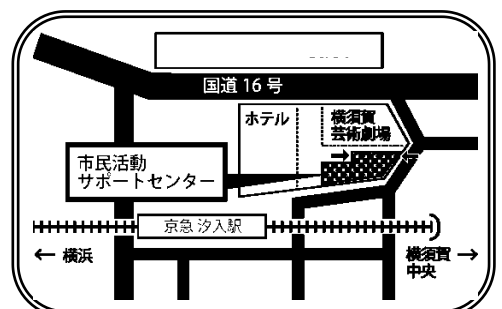 国道 16 号
ホテル
横須賀
芸術劇場
市民活動
サポートセンター
京急 汐入駅
← 横浜
横須賀
中央 →